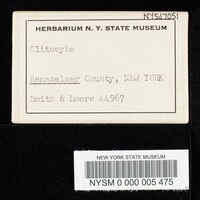 NYSf7051
HERBARIUM N. Y. STATE MUSEUM
Clitocybe
Rensselaer County, NEW YORK
Smith & Moore 44967
NEW YORK STATE MUSEUM
NYSM 0 000 005 475